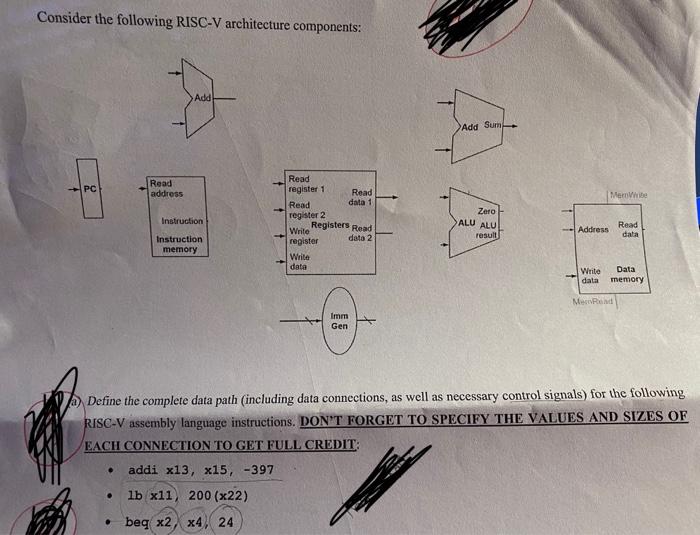 Consider the following RISC-V architecture components:
Add
Add Sum
PC
Read
address
Instruction
Instruction
memory
Read
register 1
Read
register 2
Write
register
Write
data
Registers
Read
data 1
Read
data 2
Zero
ALU ALU
result
MemWrite
Address
Read
data
Write
data
Data
memory
MemRead
Imm
Gen
a) Define the complete data path (including data connections, as well as necessary control signals) for the following
RISC-V assembly language instructions. DON'T FORGET TO SPECIFY THE VALUES AND SIZES OF
EACH CONNECTION TO GET FULL CREDIT:
• addi x13, x15, -397
• lb x11, 200(x22)
• beq x2, x4, 24